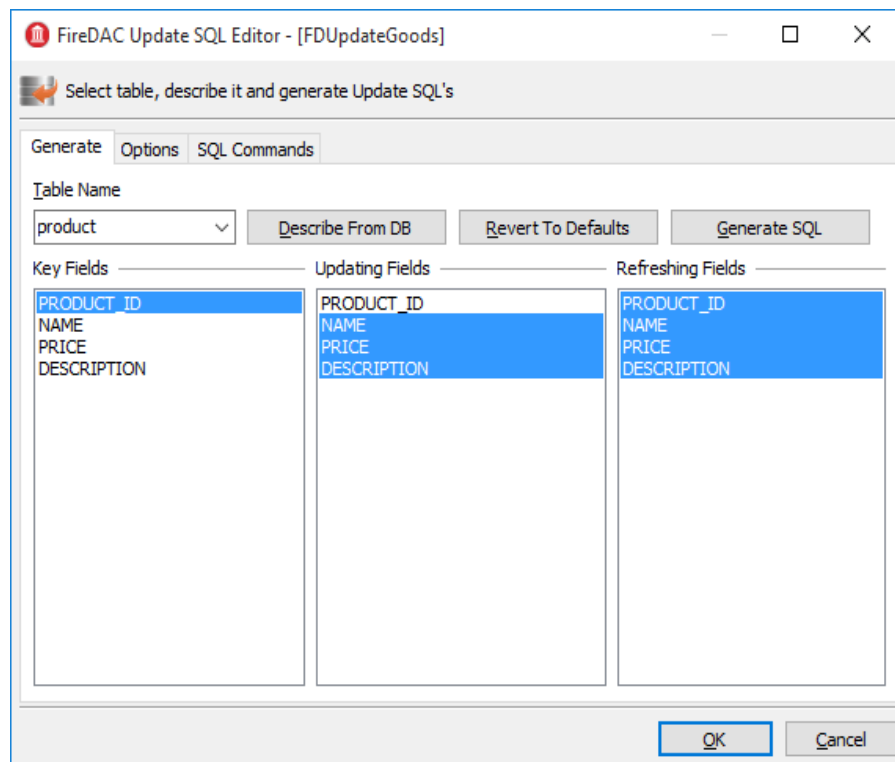 FireDAC Update SQL Editor - [FDUpdateGoods]
Select table, describe it and generate Update SQL's
Generate Options SQL Commands
Table Name
product Describe From DB Revert To Defaults Generate SQL
Key Fields Updating Fields Refreshing Fields
PRODUCT_ID PRODUCT_ID PRODUCT_ID
NAME NAME NAME
PRICE PRICE PRICE
DESCRIPTION DESCRIPTION DESCRIPTION
OK Cancel